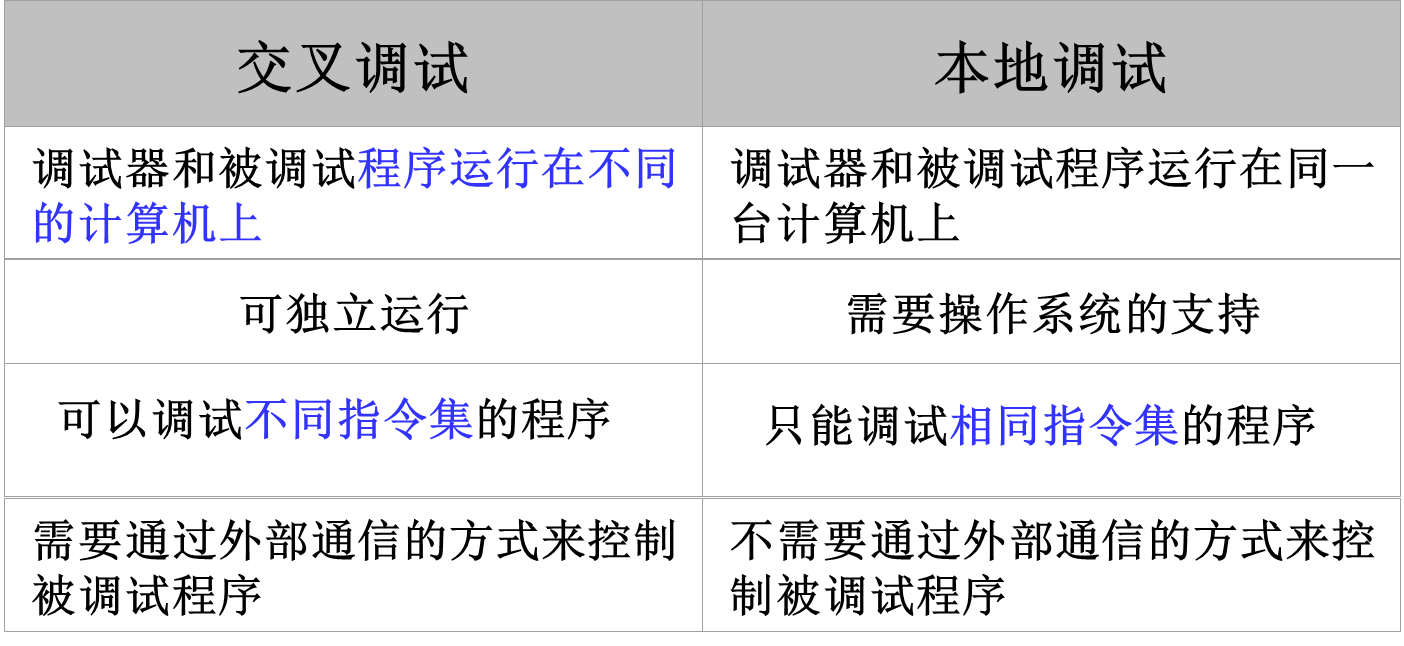 交叉调试
本地调试
调试器和被调试程序运行在不同
的计算机上
调试器和被调试程序运行在同一
台计算机上
可独立运行
需要操作系统的支持
可以调试不同指令集的程序
只能调试相同指令集的程序
需要通过外部通信的方式来控制
被调试程序
不需要通过外部通信的方式来控
制被调试程序